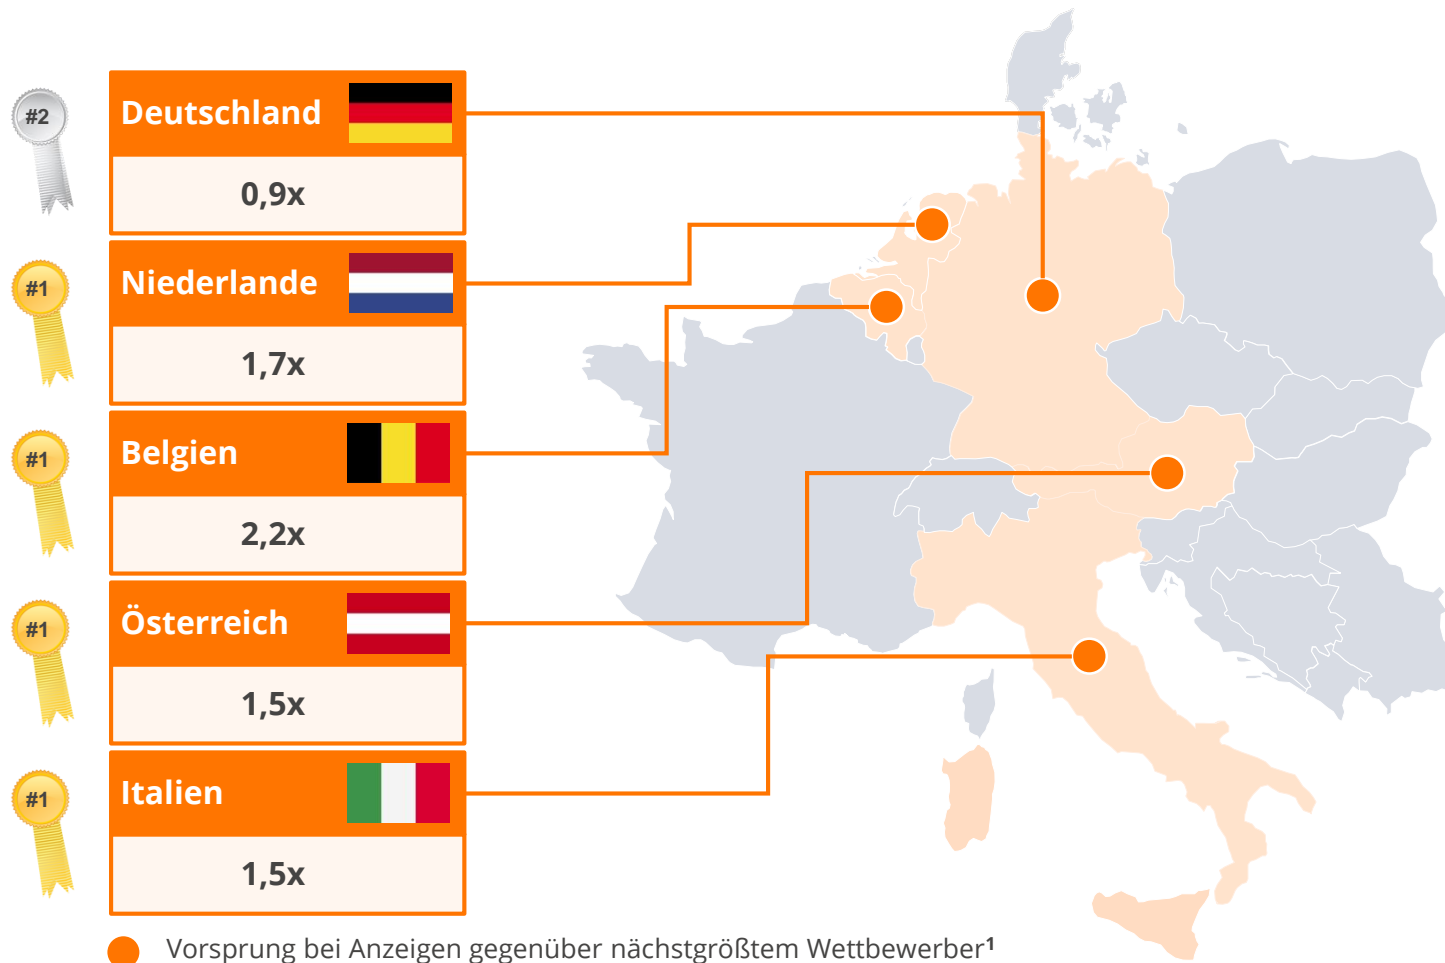 #2
Deutschland
0,9x
#1
Niederlande
1,7x
#1
Belgien
2,2x
#1
Österreich
1,5x
#1
Italien
1,5x
Vorsprung bei Anzeigen gegenüber nächstgrößtem Wettbewerber¹